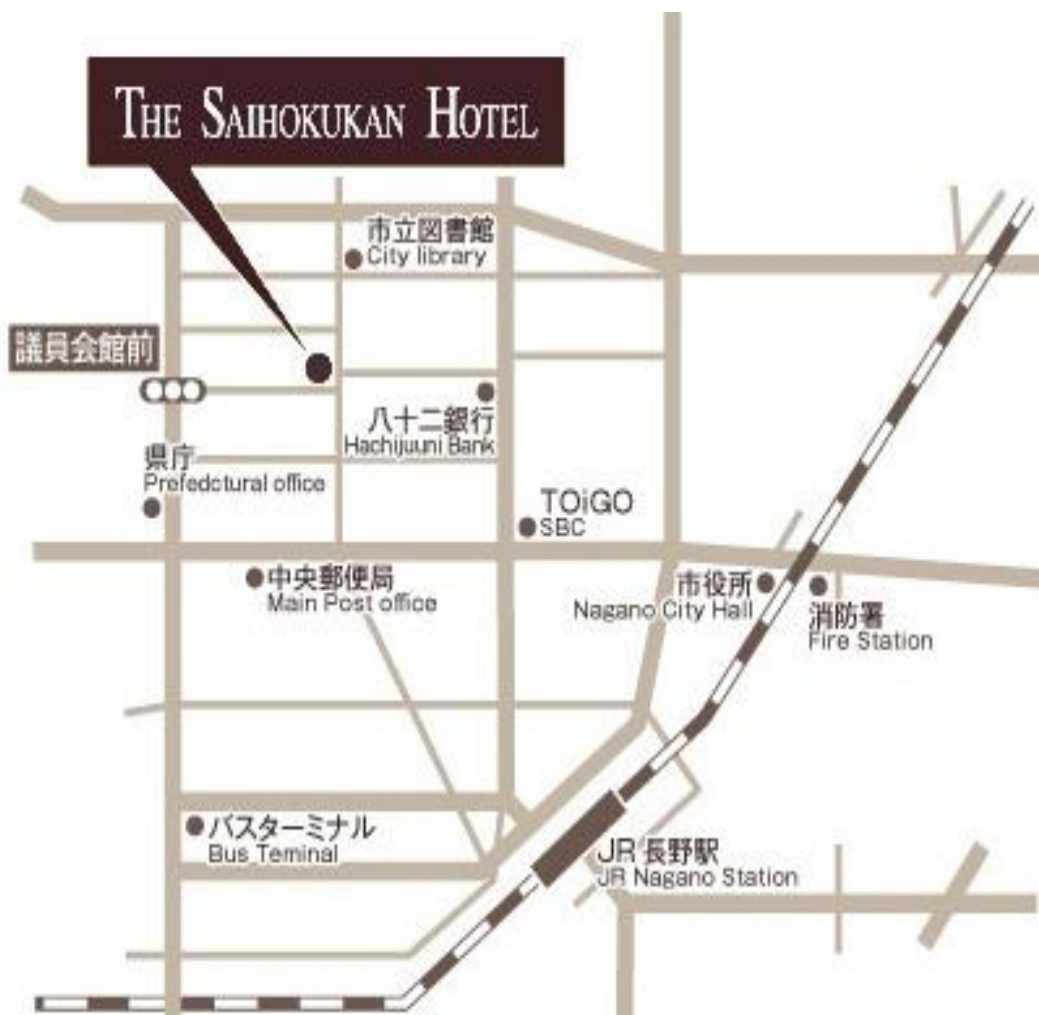 THE SAIHOKUKAN HOTEL
市立図書館
City library
議員会館前
八十二銀行
Hachijuuni Bank
県庁
Prefedctural office
TOiGO
SBC
中央郵便局
Main Post office
市役所
Nagano City Hall
消防署
Fire Station
バスターミナル
Bus Teminal
JR 長野駅
JR Nagano Station